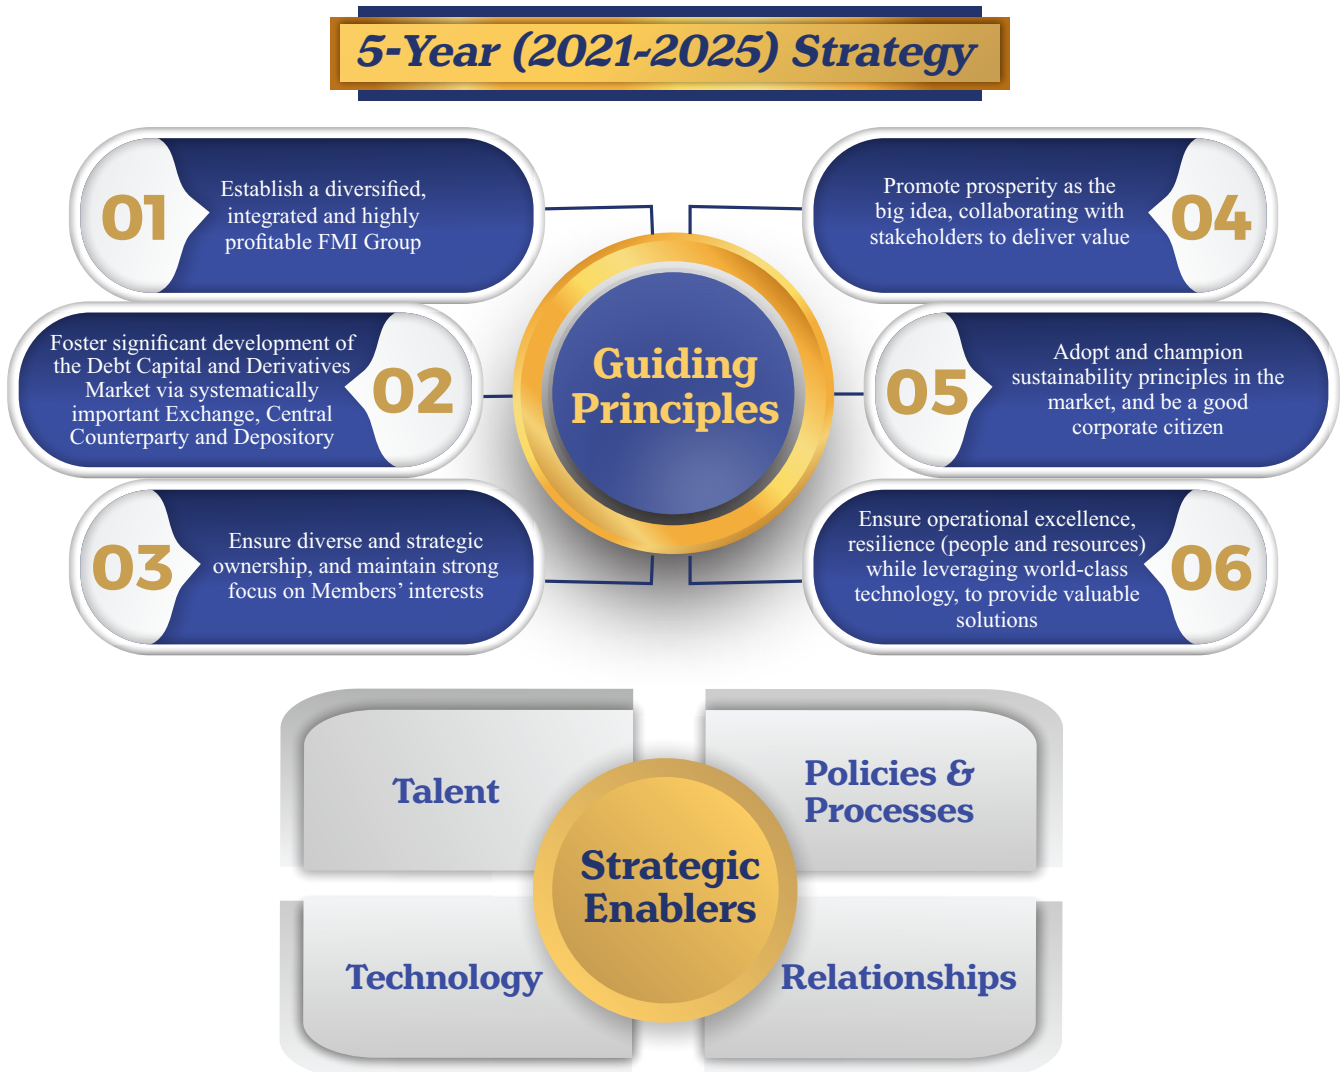 5-Year (2021-2025) Strategy
01
Establish a diversified,
integrated and highly
profitable FMI Group
Foster significant development of
the Debt Capital and Derivatives
Market via systematically
important Exchange, Central
Counterparty and Depository
02
03
Ensure diverse and strategic
ownership, and maintain strong
focus on Members' interests
Guiding
Principles
Promote prosperity as the
big idea, collaborating with
stakeholders to deliver value
04
05
Adopt and champion
sustainability principles in the
market, and be a good
corporate citizen
Ensure operational excellence,
resilience (people and resources)
while leveraging world-class
technology, to provide valuable
solutions
06
Talent
Policies &
Processes
Strategic
Enablers
Technology
Relationships